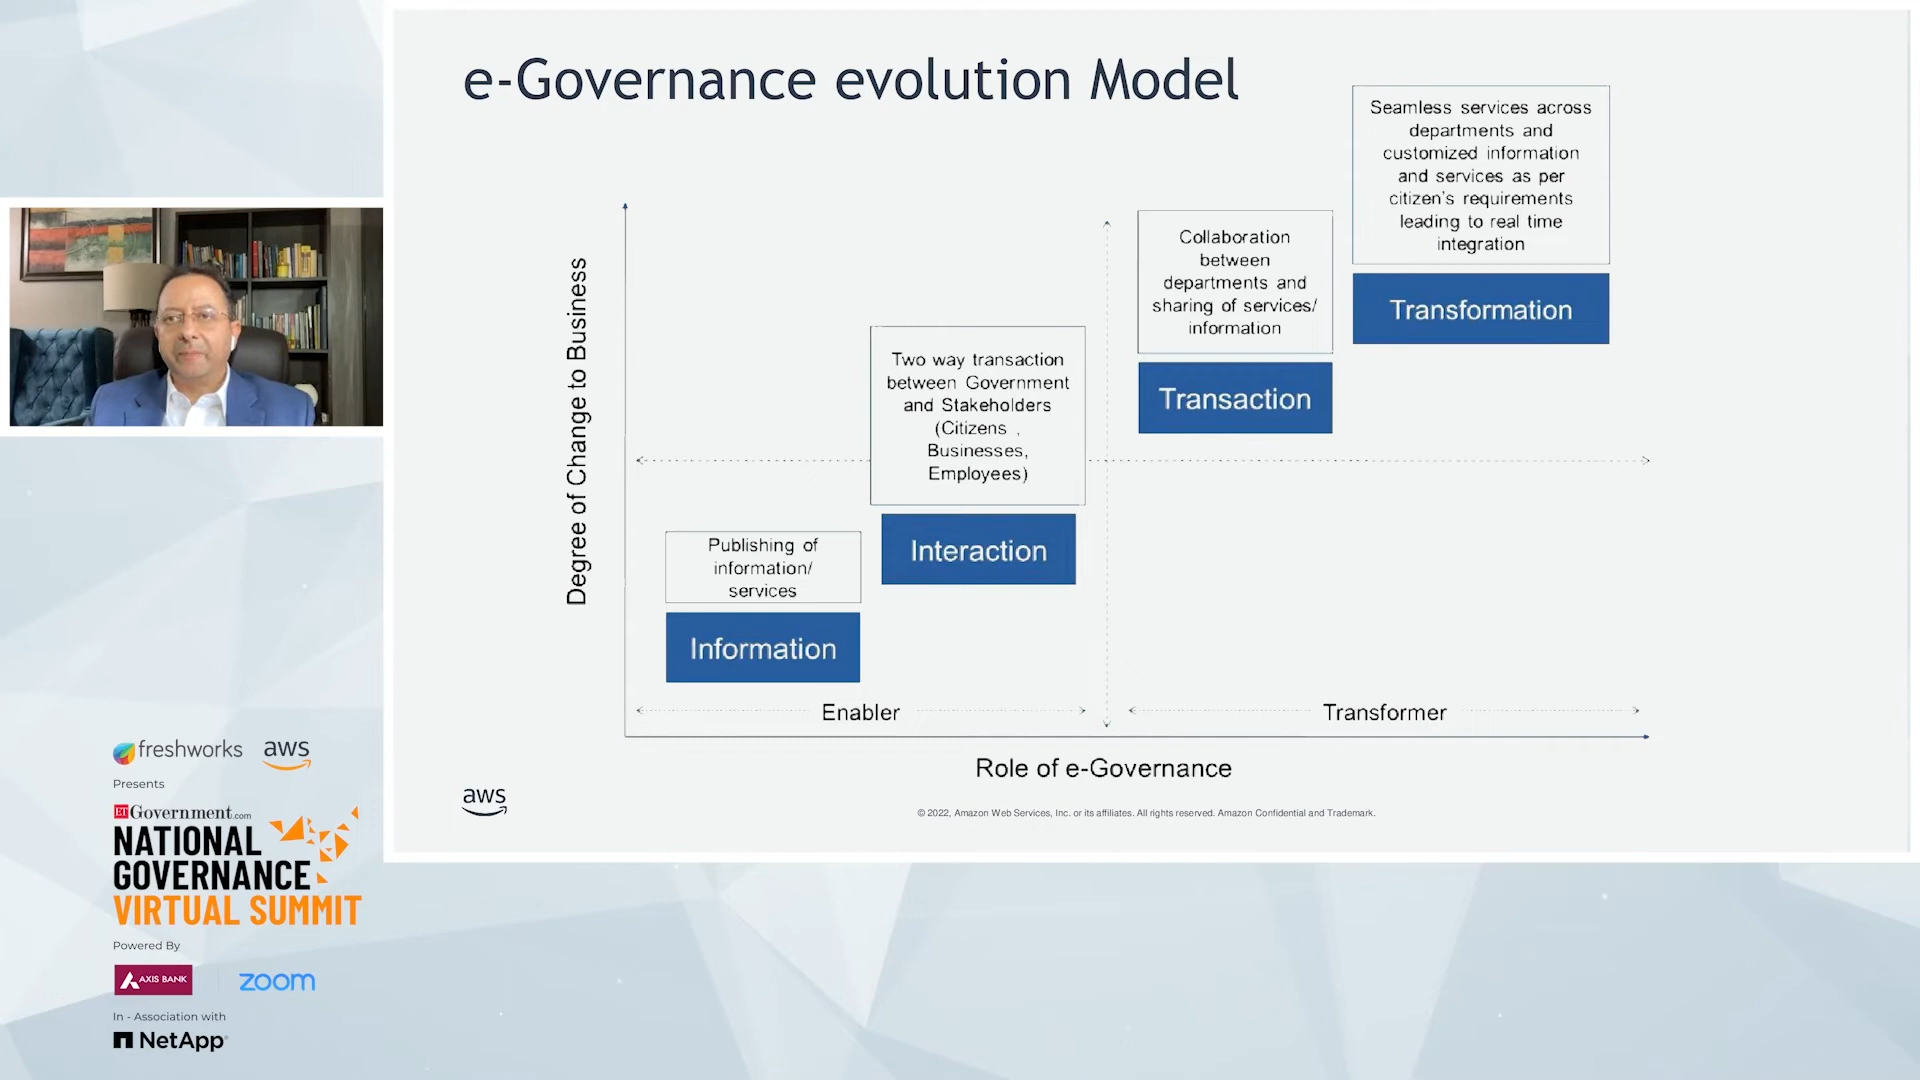 e-Governance evolution Model
Seamless services across
departments and
customized information
and services as per
citizen's requirements
leading to real time
integration
Transformation
Collaboration
between
departments and
sharing of services/
information
Transaction
Two way transaction
between Government
and Stakeholders
(Citizens ,
Businesses,
Employees)
Interaction
Publishing of
information/
services
Information
Degree of Change to Business
Enabler
Transformer
Role of e-Governance
aws
© 2022, Amazon Web Services, Inc. or its affiliates. All rights reserved. Amazon Confidential and Trademark.
freshworks aws
Presents
ET Government.com
NATIONAL
GOVERNANCE
VIRTUAL SUMMIT
Powered By
AXIS BANK zoom
In - Association with
NetApp